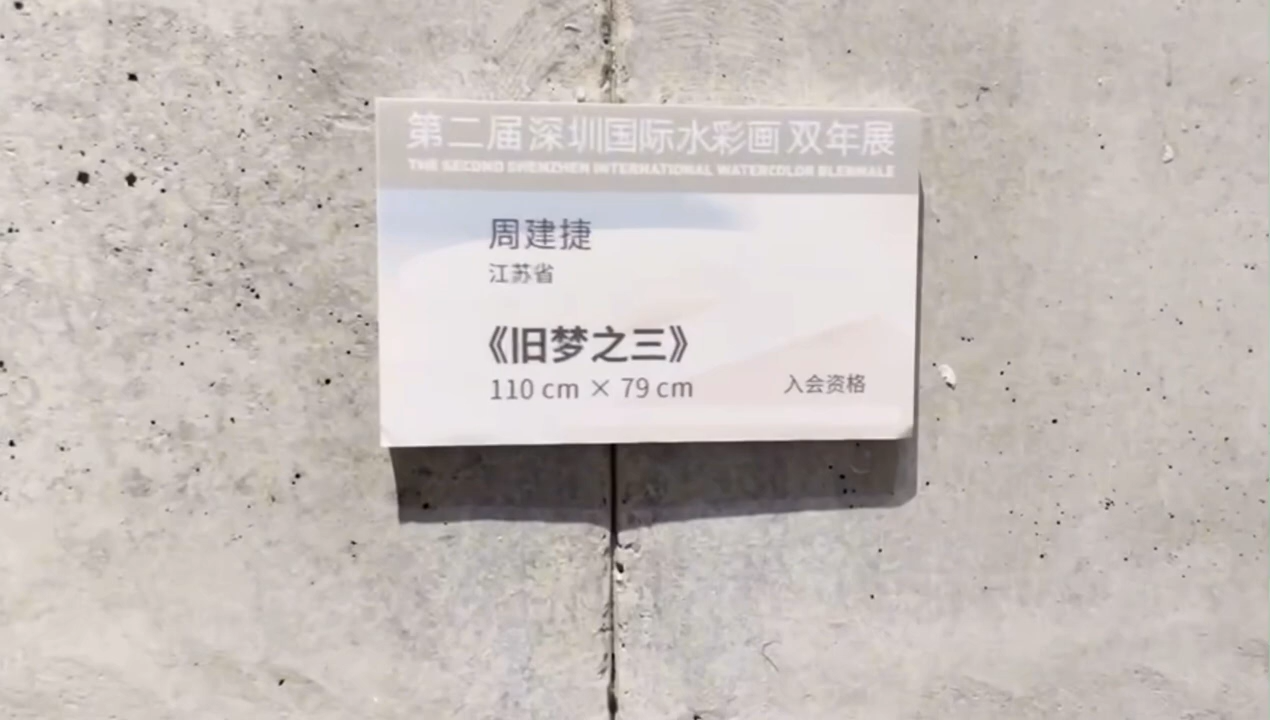 第二届深圳国际水彩画双年展
THE SECOND SHENZHEN INTERNATIONAL WATERCOLOR BIENNALE
周建捷
江苏省
《旧梦之三》
110 cm × 79 cm
入会资格